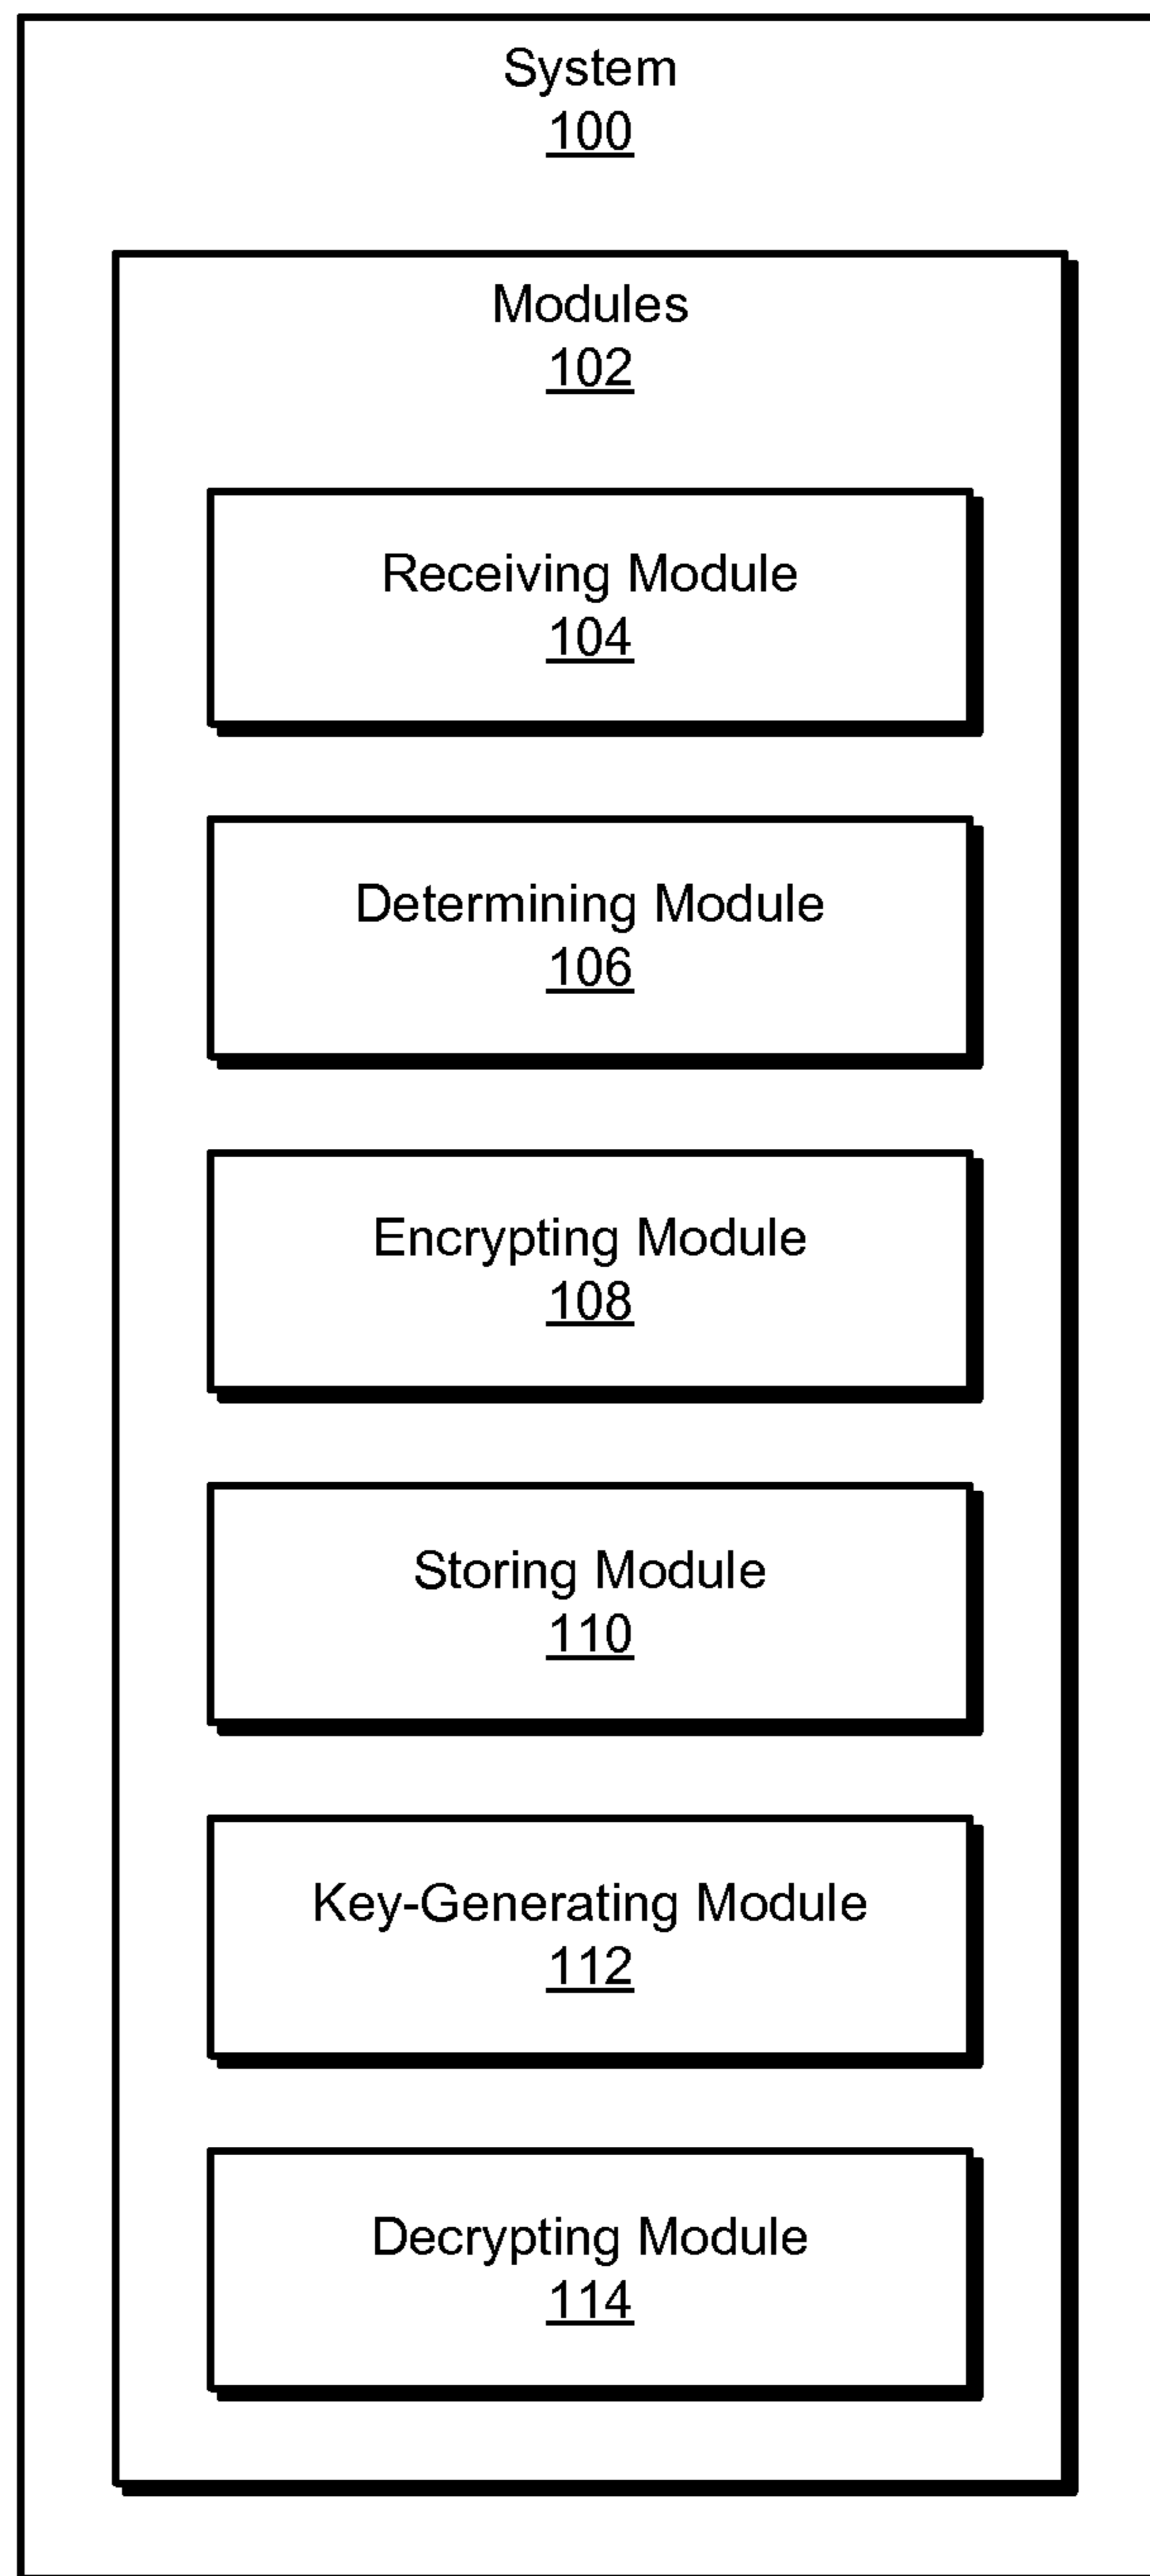 System
100
Modules
102
Receiving Module
104
Determining Module
106
Encrypting Module
108
Storing Module
110
Key-Generating Module
112
Decrypting Module
114